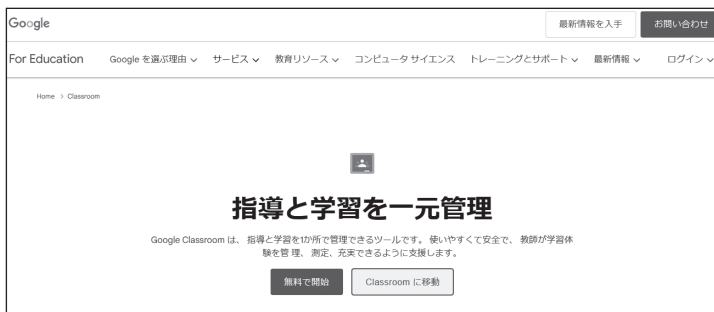 Google
最新情報を入手
お問い合わせ
For Education
Google を選ぶ理由
サービス
教育リソース
コンピュータ サイエンス
トレーニングとサポート
最新情報
ログイン
Home > Classroom
指導と学習を一元管理
Google Classroom は、 指導と学習を1か所で管理できるツールです。 使いやすくて安全で、 教師が学習体
験を管 理、 測定、充実できるように支援します。
無料で開始
Classroom に移動